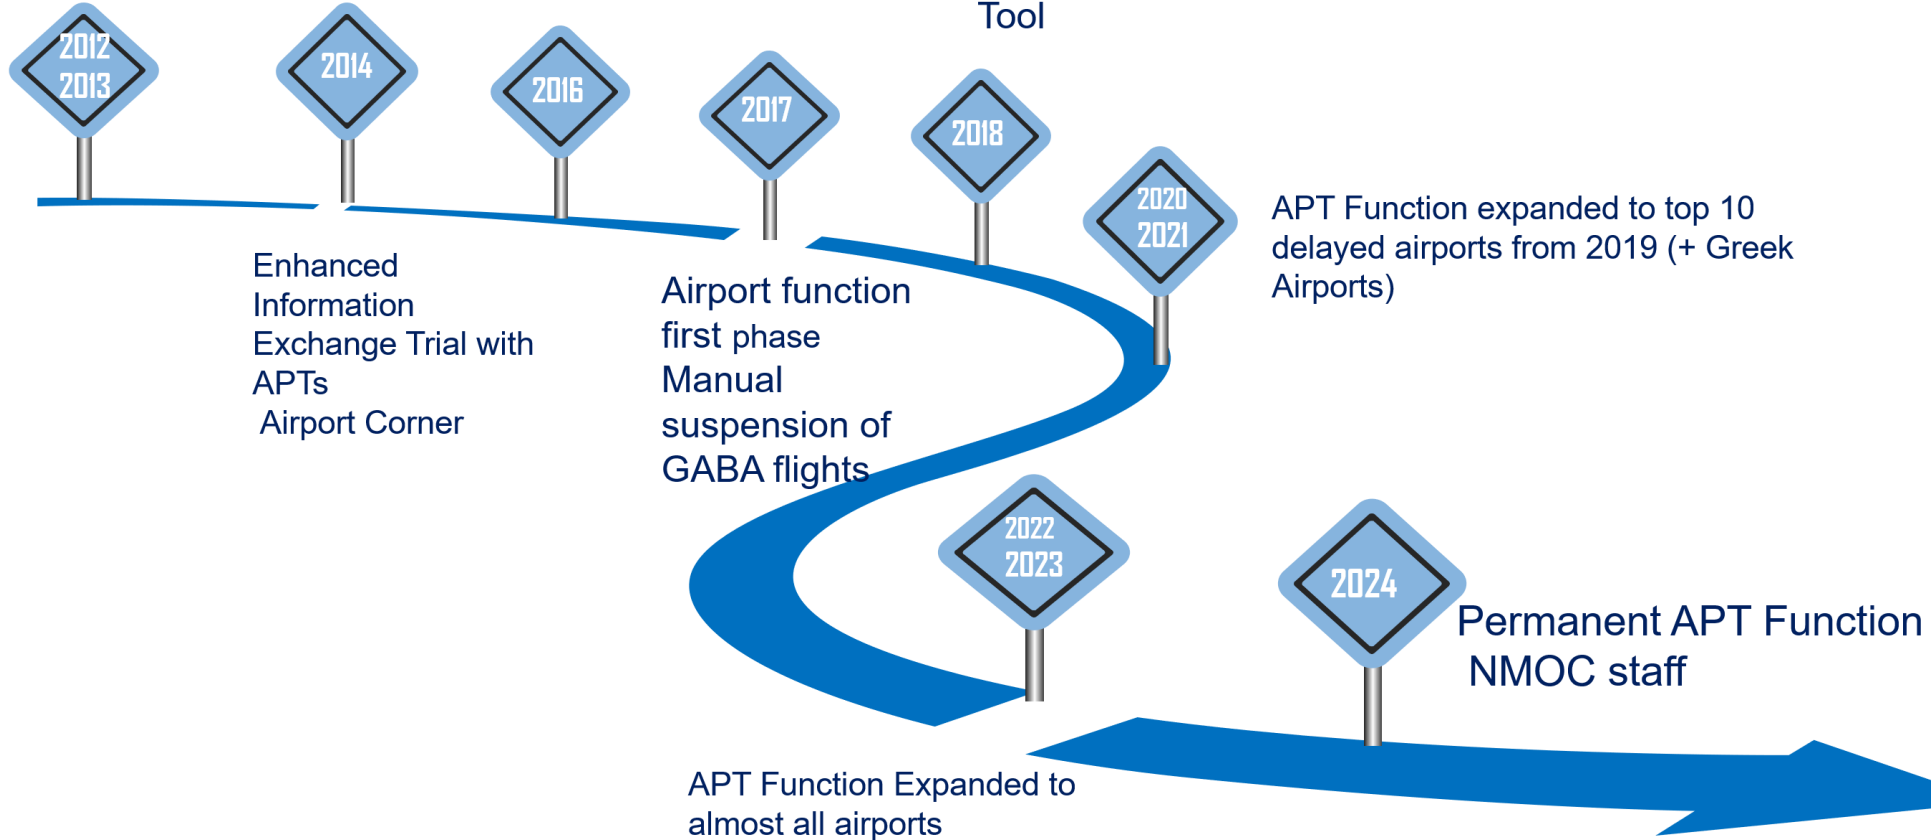 Tool
2012
2013
2014
2016
2017
2018
2020
2021
APT Function expanded to top 10
delayed airports from 2019 (+ Greek
Airports)
Enhanced
Information
Exchange Trial with
APTs
Airport Corner
Airport function
first phase
Manual
suspension of
GABA flights
2022
2023
2024
Permanent APT Function
NMOC staff
APT Function Expanded to
almost all airports